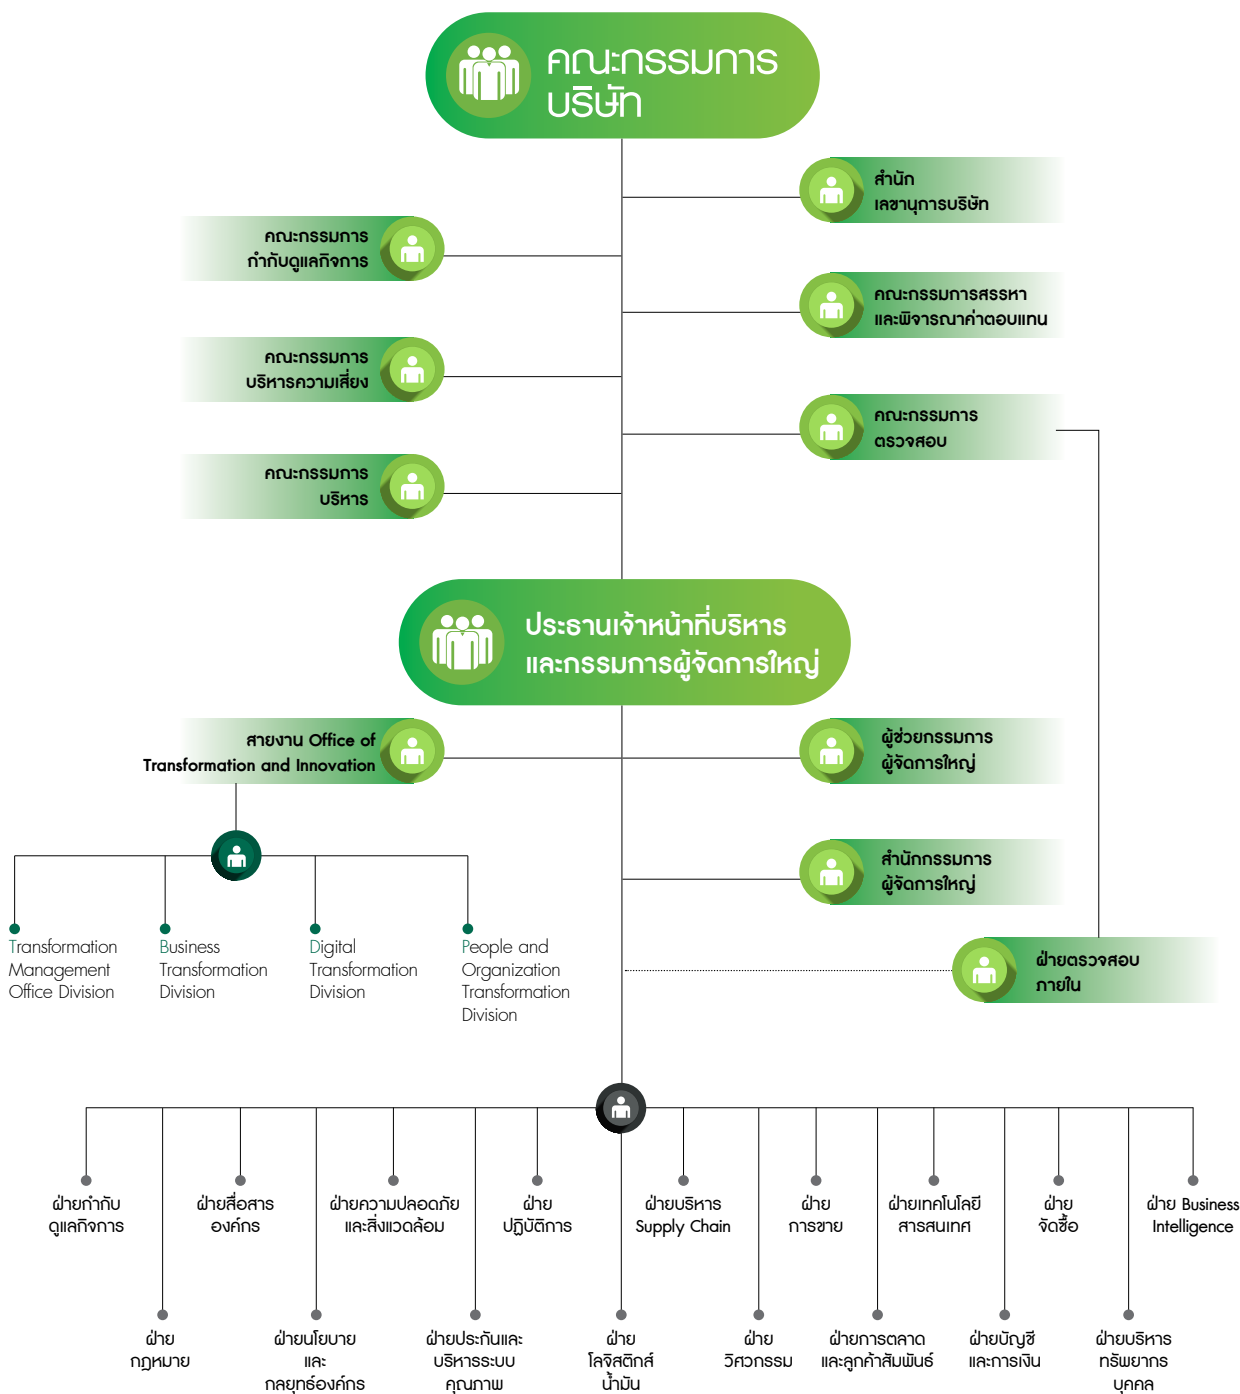 คณะกรรมการ
บริษัท
สำนัก
เลขานุการบริษัท
คณะกรรมการ
กำกับดูแลกิจการ
คณะกรรมการสรรหา
และพิจารณาค่าตอบแทน
คณะกรรมการ
บริหารความเสี่ยง
คณะกรรมการ
ตรวจสอบ
คณะกรรมการ
บริหาร
ประธานเจ้าหน้าที่บริหาร
และกรรมการผู้จัดการใหญ่
สายงาน Office of
Transformation and Innovation
ผู้ช่วยกรรมการ
ผู้จัดการใหญ่
สำนักกรรมการ
ผู้จัดการใหญ่
Transformation
Management
Office Division
Business
Transformation
Division
Digital
Transformation
Division
People and
Organization
Transformation
Division
ฝ่ายตรวจสอบ
ภายใน
ฝ่ายกำกับ
ดูแลกิจการ
ฝ่ายสื่อสาร
องค์กร
ฝ่ายความปลอดภัย
และสิ่งแวดล้อม
ฝ่าย
ปฏิบัติการ
ฝ่ายบริหาร
Supply Chain
ฝ่าย
การขาย
ฝ่ายเทคโนโลยี
สารสนเทศ
ฝ่าย
จัดซื้อ
ฝ่าย Business
Intelligence
ฝ่าย
กฎหมาย
ฝ่ายนโยบาย
และ
กลยุทธ์องค์กร
ฝ่ายประกันและ
บริหารระบบ
คุณภาพ
ฝ่าย
โลจิสติกส์
น้ำมัน
ฝ่าย
วิศวกรรม
ฝ่ายการตลาด
และลูกค้าสัมพันธ์
ฝ่ายบัญชี
และการเงิน
ฝ่ายบริหาร
ทรัพยากร
บุคคล